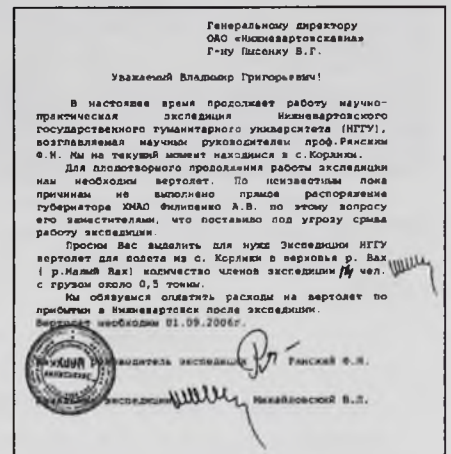 Генеральному директору
ОАО «Нижневартовскавиа»
Г-ну Пысенку В.Г.
Уважаемый Владимир Григорьевич!
В настоящее время продолжает работу научно-
практическая экспедиция Нижневартовского
государственного гуманитарного университета (НГГУ),
возглавляемая научным руководителем проф.Рянским
Ф.Н. Мы на текущий момент находимся в с.Корлики.
Для плодотворного продолжения работы экспедиции
нам необходим вертолет. По неизвестным пока
причинам не выполнено прямое распоряжение
губернатора ХМАО Филипенко А.В. по этому вопросу
его заместителями, что поставило под угрозу срыва
работу экспедиции.
Просим Вас выделить для нужд Экспедиции НГГУ
вертолет для полета из с. Корлики в верховья р. Вах
( р.Малый Вах) количество членов экспедиции чел.
с грузом около 0,5 тонны.
Мы обязуемся оплатить расходы на вертолет по
прибытии в Нижневартовск после экспедиции.
Вертолет необходим 01.09.2006г.
руководитель экспедиции Рянский Ф.Н.
экспедиции Михайловский В.Л.